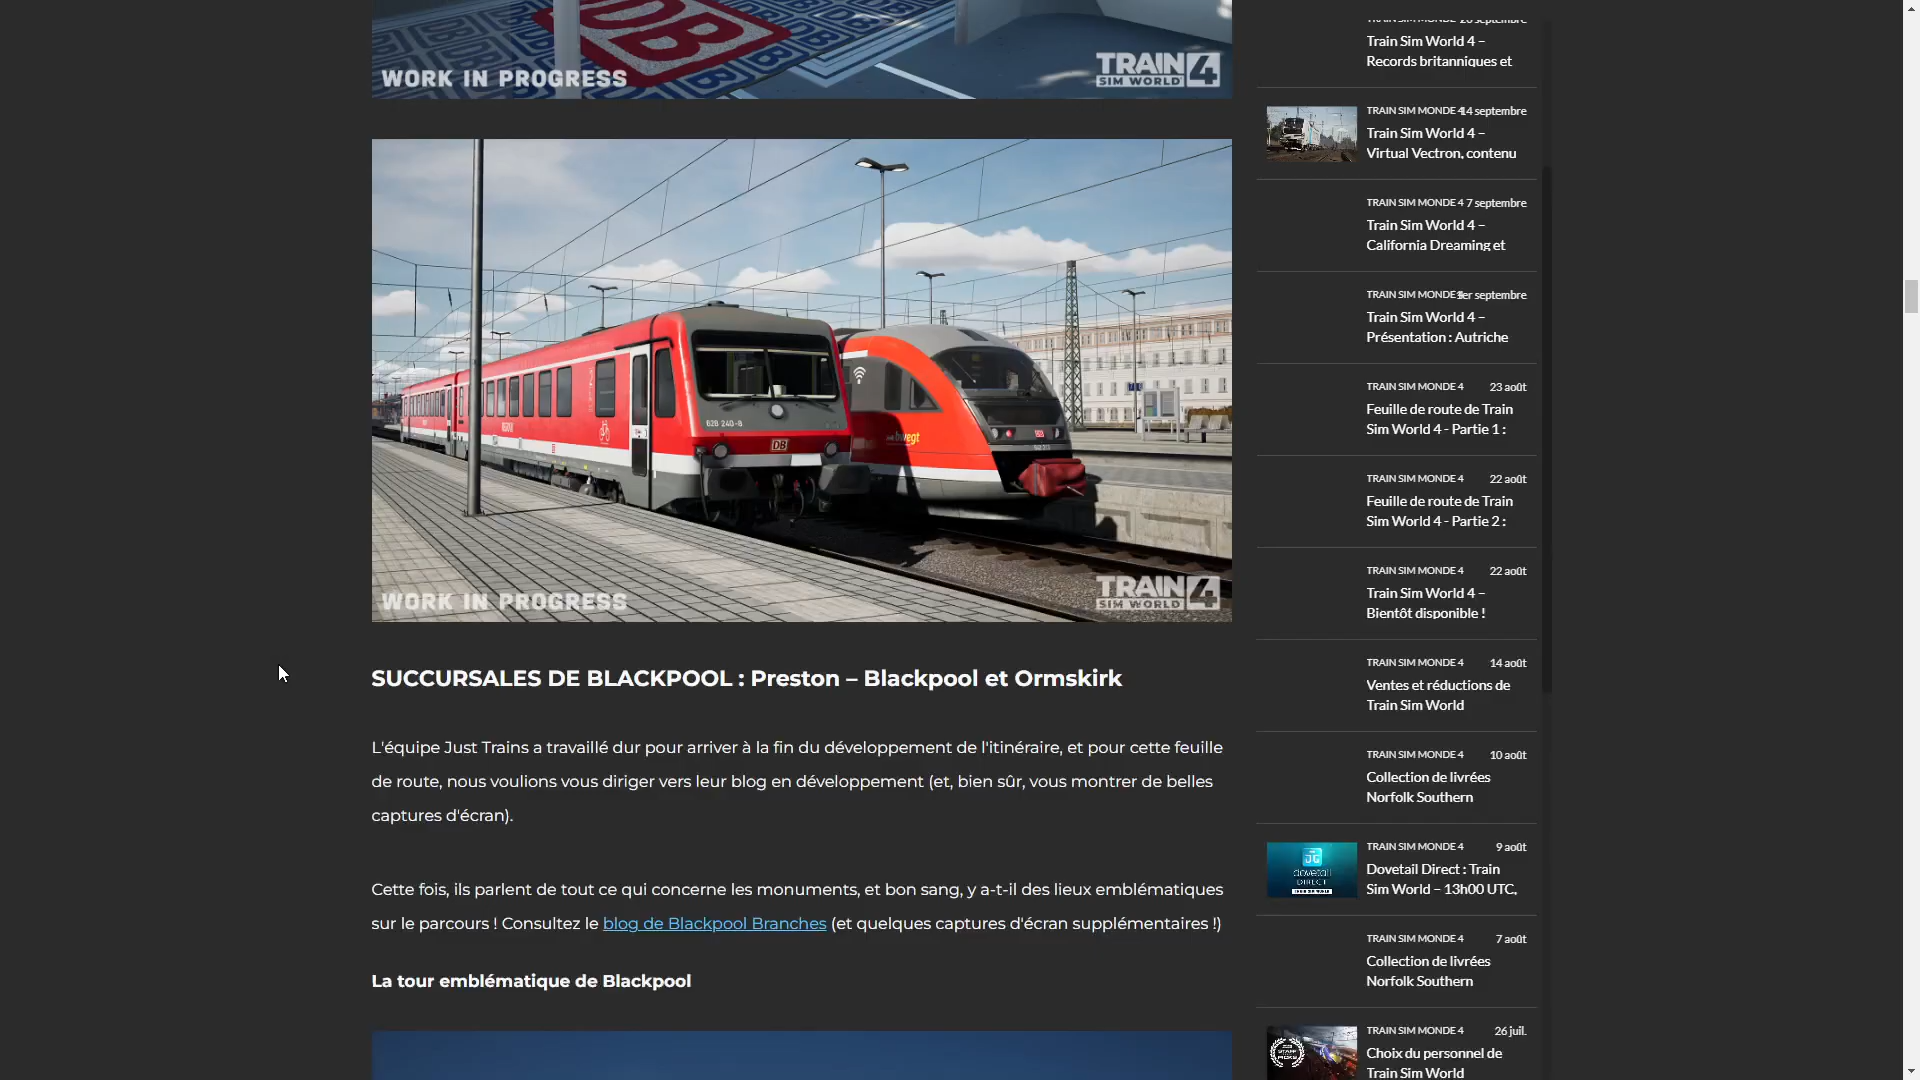 WORK IN PROGRESS
TRAIN 4
SIM WORLD
628 240-8
DB
bwegt
WORK IN PROGRESS
TRAIN 4
SIM WORLD
SUCCURSALES DE BLACKPOOL : Preston – Blackpool et Ormskirk
L'équipe Just Trains a travaillé dur pour arriver à la fin du développement de l'itinéraire, et pour cette feuille
de route, nous voulions vous diriger vers leur blog en développement (et, bien sûr, vous montrer de belles
captures d'écran).
Cette fois, ils parlent de tout ce qui concerne les monuments, et bon sang, y a-t-il des lieux emblématiques
sur le parcours ! Consultez le blog de Blackpool Branches (et quelques captures d'écran supplémentaires !)
La tour emblématique de Blackpool
TRAIN SIM MONDE 4 28 septembre
Train Sim World 4 –
Records britanniques et
TRAIN SIM MONDE 4 14 septembre
Train Sim World 4 –
Virtual Vectron, contenu
TRAIN SIM MONDE 4 7 septembre
Train Sim World 4 –
California Dreaming et
TRAIN SIM MONDE 4 1er septembre
Train Sim World 4 –
Présentation : Autriche
TRAIN SIM MONDE 4 23 août
Feuille de route de Train
Sim World 4 - Partie 1 :
TRAIN SIM MONDE 4 22 août
Feuille de route de Train
Sim World 4 - Partie 2 :
TRAIN SIM MONDE 4 22 août
Train Sim World 4 –
Bientôt disponible !
TRAIN SIM MONDE 4 14 août
Ventes et réductions de
Train Sim World
TRAIN SIM MONDE 4 10 août
Collection de livrées
Norfolk Southern
dovetail
DIRECT
TRAIN SIM MONDE 4 9 août
Dovetail Direct : Train
Sim World – 13h00 UTC,
TRAIN SIM MONDE 4 7 août
Collection de livrées
Norfolk Southern
STAFF
PICKS
TRAIN SIM MONDE 4 26 juil.
Choix du personnel de
Train Sim World